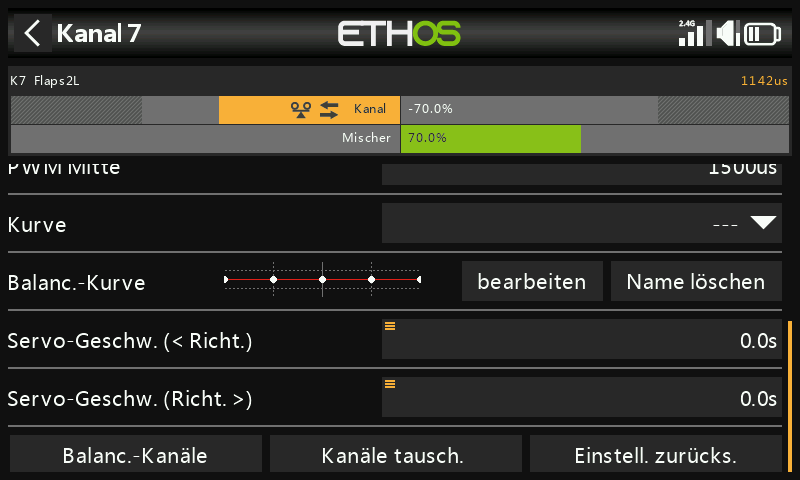 Kanal 7
ETHOS
2.4G
K7 Flaps2L
1142us
Kanal
-70.0%
Mischer
70.0%
PWM Mitte
1500us
Kurve
---
Balanc.-Kurve
bearbeiten
Name löschen
Servo-Geschw. (< Richt.)
0.0s
Servo-Geschw. (Richt. >)
0.0s
Balanc.-Kanäle
Kanäle tausch.
Einstell. zurücks.